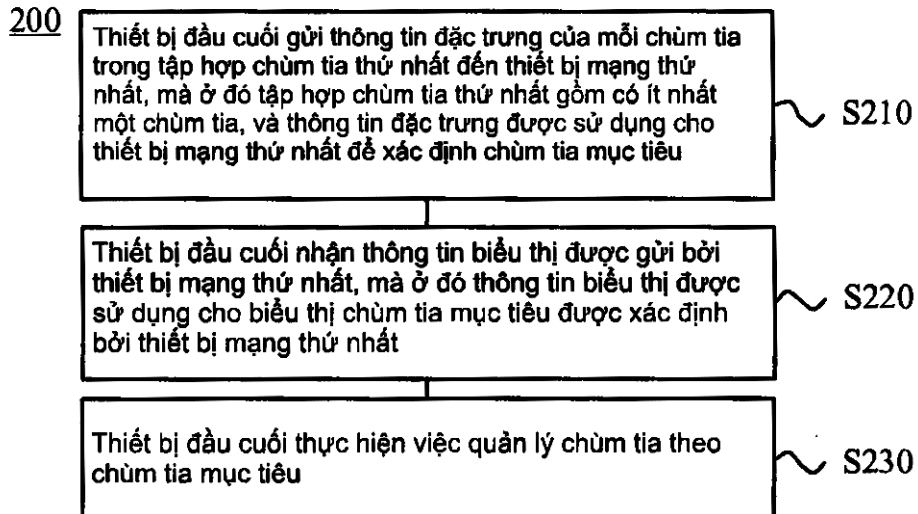 200
Thiết bị đầu cuối gửi thông tin đặc trưng của mỗi chùm tia
trong tập hợp chùm tia thứ nhất đến thiết bị mạng thứ
nhất, mà ở đó tập hợp chùm tia thứ nhất gồm có ít nhất
một chùm tia, và thông tin đặc trưng được sử dụng cho
thiết bị mạng thứ nhất để xác định chùm tia mục tiêu
S210
Thiết bị đầu cuối nhận thông tin biểu thị được gửi bởi
thiết bị mạng thứ nhất, mà ở đó thông tin biểu thị được
sử dụng cho biểu thị chùm tia mục tiêu được xác định
bởi thiết bị mạng thứ nhất
S220
Thiết bị đầu cuối thực hiện việc quản lý chùm tia theo
chùm tia mục tiêu
S230